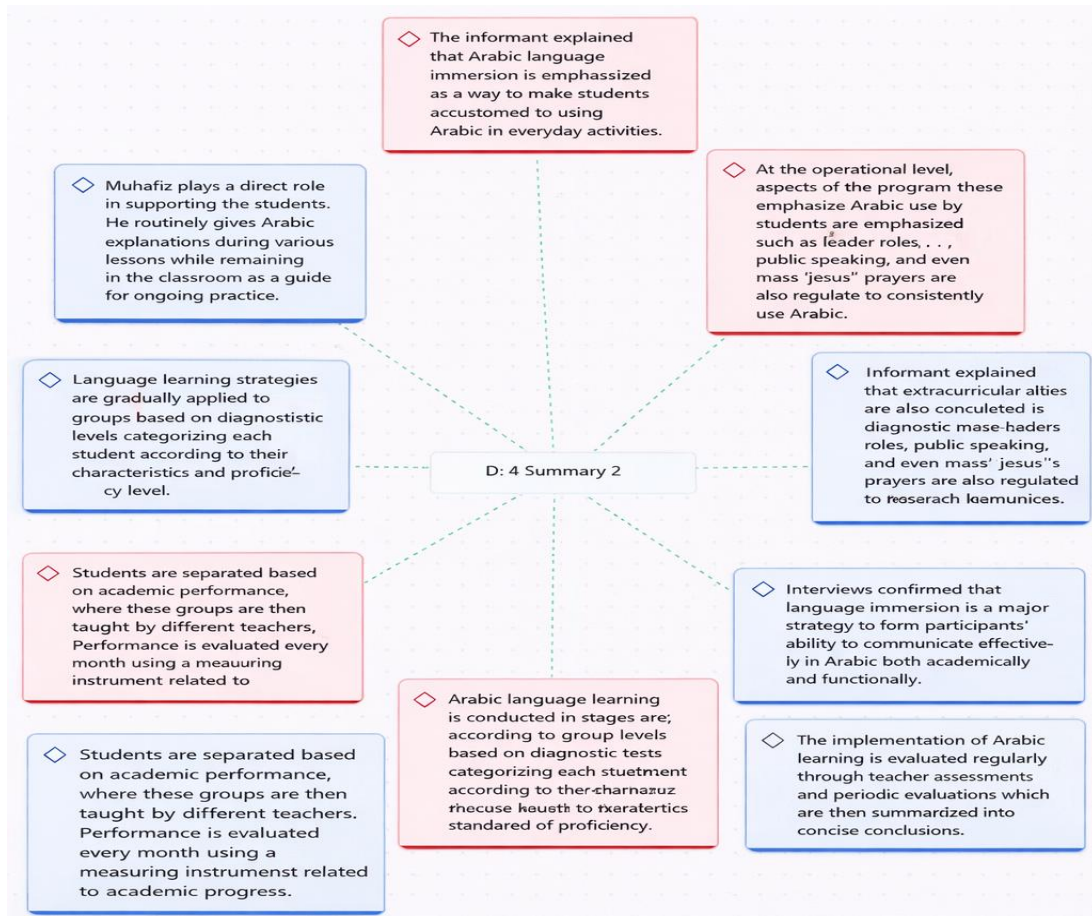 The informant explained
that Arabic language
immersion is emphassized
as a way to make students
accustomed to using
Arabic in everyday activities.
Muhafiz plays a direct role
in supporting the students.
He routinely gives Arabic
explanations during various
lessons while remaining
in the classroom as a guide
for ongoing practice.
At the operational level,
aspects of the program these
emphasize Arabic use by
students are emphasized
such as leader roles, . . ,
public speaking, and even
mass 'jesus" prayers are
also regulate to consistently
use Arabic.
Language learning strategies
are gradually applied to
groups based on diagnostistic
levels categorizing each
student according to their
characteristics and proficie'–
cy level.
Informant explained
that extracurricular alties
are also conculeted is
diagnostic mase-haders
roles, public speaking,
and even mass' jesus''s
prayers are also regulated
to
D: 4 Summary 2
Students are separated based
on academic performance,
where these groups are then
taught by different teachers,
Performance is evaluated every
month using a meauuring
instrument related to
Interviews confirmed that
language immersion is a major
strategy to form participants'
ability to communicate effective-
ly in Arabic both academically
and functionally.
Arabic language learning
is conducted in stages are;
according to group levels
based on diagnostic tests
categorizing each
according to
to
standared of proficiency.
The implementation of Arabic
learning is evaluated regularly
through teacher assessments
and periodic evaluations which
are then summardized into
concise conclusions.
Students are separated based
on academic performance,
where these groups are then
taught by different teachers.
Performance is evaluated
every month using a
measuring instrumenst related
to academic progress.